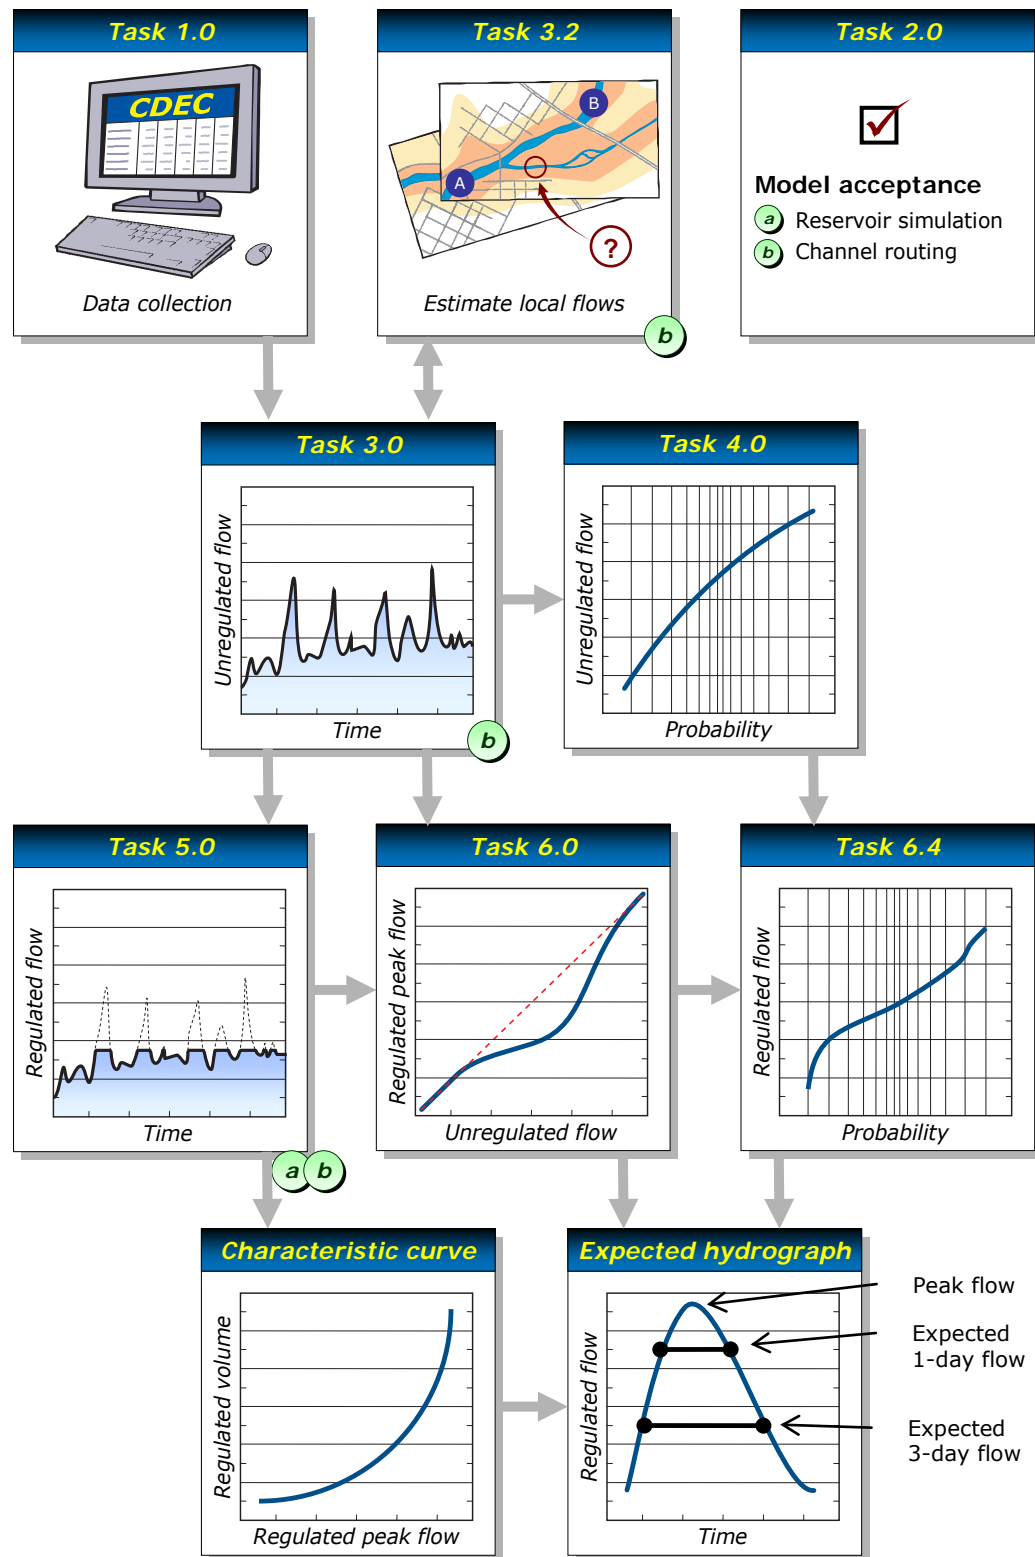 Task 1.0
CDEC
Data collection
Task 3.2
A
B
?
Estimate local flows
b
Task 2.0
Model acceptance
a Reservoir simulation
b Channel routing
Task 3.0
Unregulated flow
Time
b
Task 4.0
Unregulated flow
Probability
Task 5.0
Regulated flow
Time
a b
Task 6.0
Regulated peak flow
Unregulated flow
Task 6.4
Regulated flow
Probability
Characteristic curve
Regulated volume
Regulated peak flow
Expected hydrograph
Regulated flow
Time
Peak flow
Expected
1-day flow
Expected
3-day flow